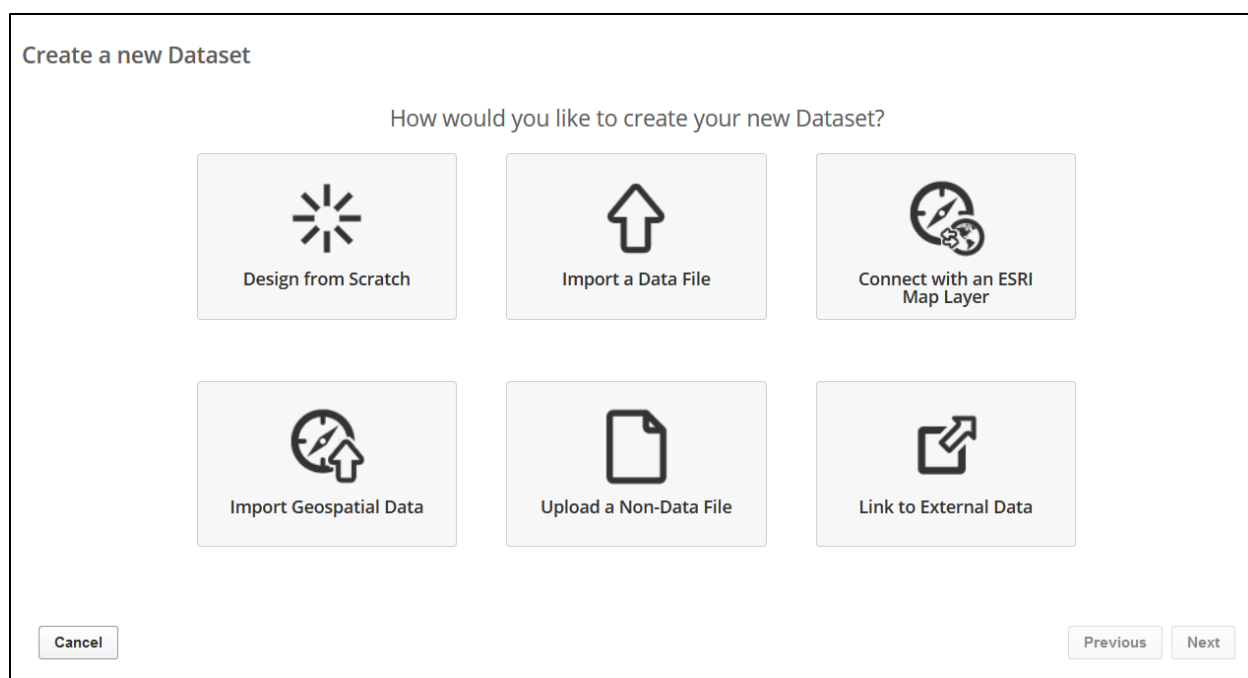 Create a new Dataset
How would you like to create your new Dataset?
Design from Scratch
Import a Data File
Connect with an ESRI
Map Layer
Import Geospatial Data
Upload a Non-Data File
Link to External Data
Cancel
Previous
Next